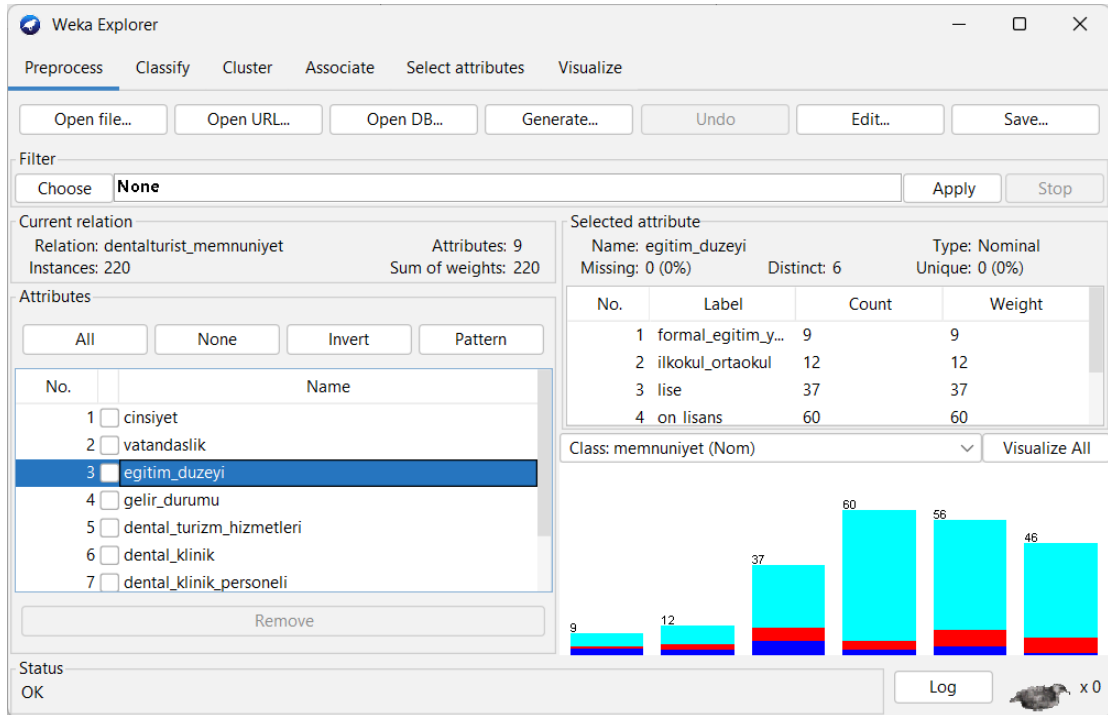 Weka Explorer
Preprocess Classify Cluster Associate Select attributes Visualize
Open file... Open URL... Open DB... Generate... Undo Edit... Save...
Filter
Choose None Apply Stop
Current relation
Relation: dentalturist_memnuniyet Attributes: 9
Instances: 220 Sum of weights: 220
Attributes
All None Invert Pattern
No. Name
1 cinsiyet
2 vatandaslik
3 egitim_duzeyi
4 gelir_durumu
5 dental_turizm_hizmetleri
6 dental_klinik
7 dental_klinik_personeli
Remove
Selected attribute
Name: egitim_duzeyi Type: Nominal
Missing: 0 (0%) Distinct: 6 Unique: 0 (0%)
No. Label Count Weight
1 formal_egitim_y... 9 9
2 ilkokul_ortaokul 12 12
3 lise 37 37
4 on_lisans 60 60
Class: memnuniyet (Nom) Visualize All
9 12 37 60 56 46
Status
OK
Log x 0